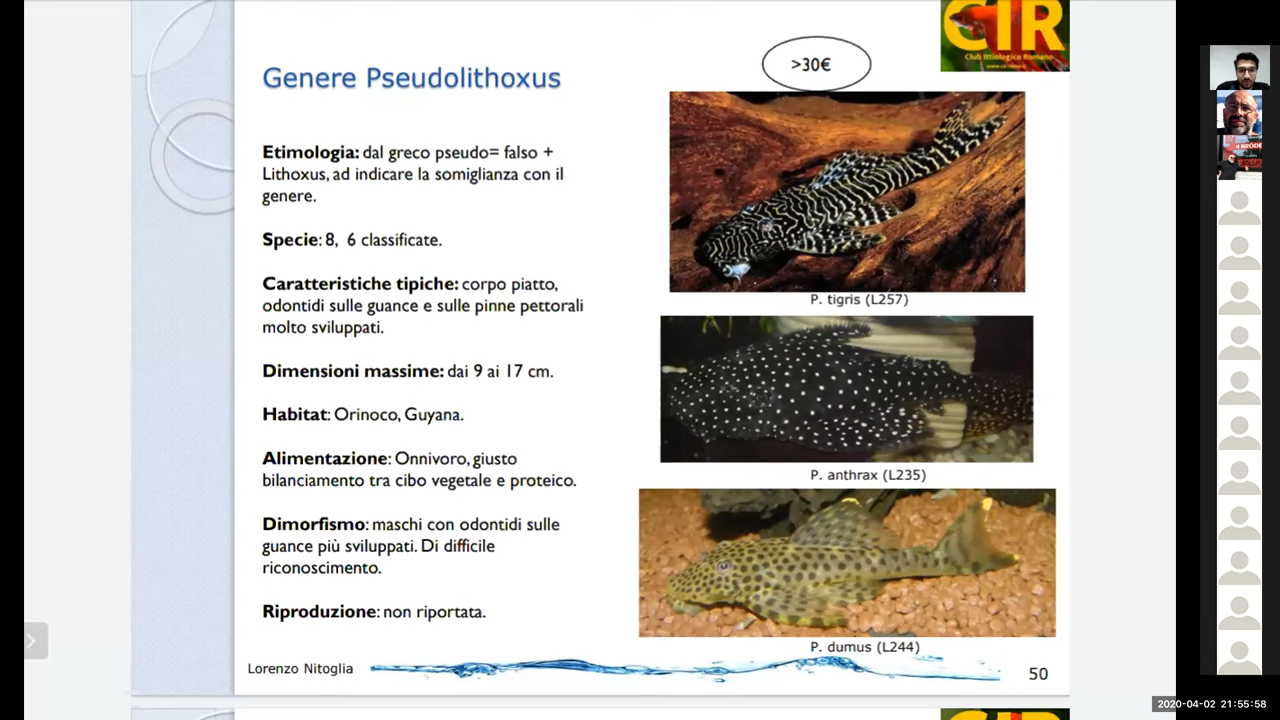 CIR
Club Ittiologico Romano
>30€
Genere Pseudolithoxus
Etimologia: dal greco pseudo= falso +
Lithoxus, ad indicare la somiglianza con il
genere.
Specie: 8, 6 classificate.
Caratteristiche tipiche: corpo piatto,
odontidi sulle guance e sulle pinne pettorali
molto sviluppati.
Dimensioni massime: dai 9 ai 17 cm.
Habitat: Orinoco, Guyana.
Alimentazione: Onnivoro, giusto
bilanciamento tra cibo vegetale e proteico.
Dimorfismo: maschi con odontidi sulle
guance più sviluppati. Di difficile
riconoscimento.
Riproduzione: non riportata.
P. tigris (L257)
P. anthrax (L235)
P. dumus (L244)
Lorenzo Nitoglia
50
2020-04-02 21:55:58